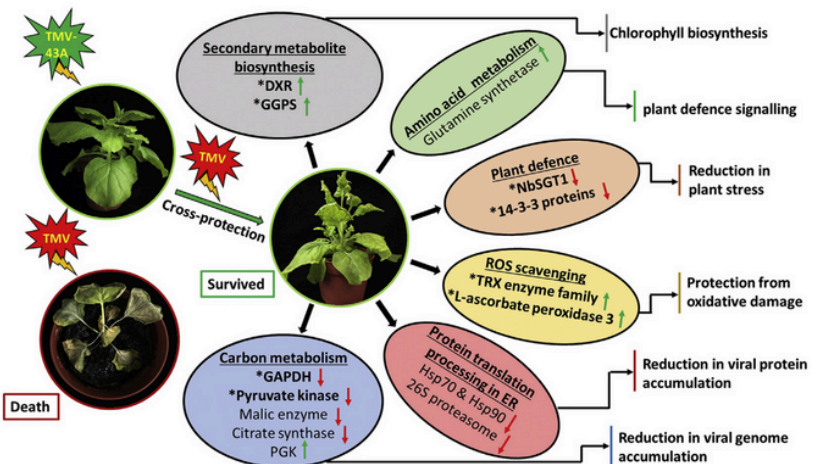 TMV-
43A
TMV
Cross-protection
TMV
Survived
Death
Secondary metabolite
biosynthesis
*DXR
*GGPS
Chlorophyll biosynthesis
Amino acid metabolism
Glutamine synthetase
plant defence signalling
Plant defence
*NbSGT1
*14-3-3 proteins
Reduction in
plant stress
ROS scavenging
*TRX enzyme family
*L-ascorbate peroxidase 3
Protection from
oxidative damage
Protein translation
processing in ER
Hsp70 & Hsp90
26S proteasome
Reduction in viral protein
accumulation
Carbon metabolism
*GAPDH
*Pyruvate kinase
Malic enzyme
Citrate synthase
PGK
Reduction in viral genome
accumulation